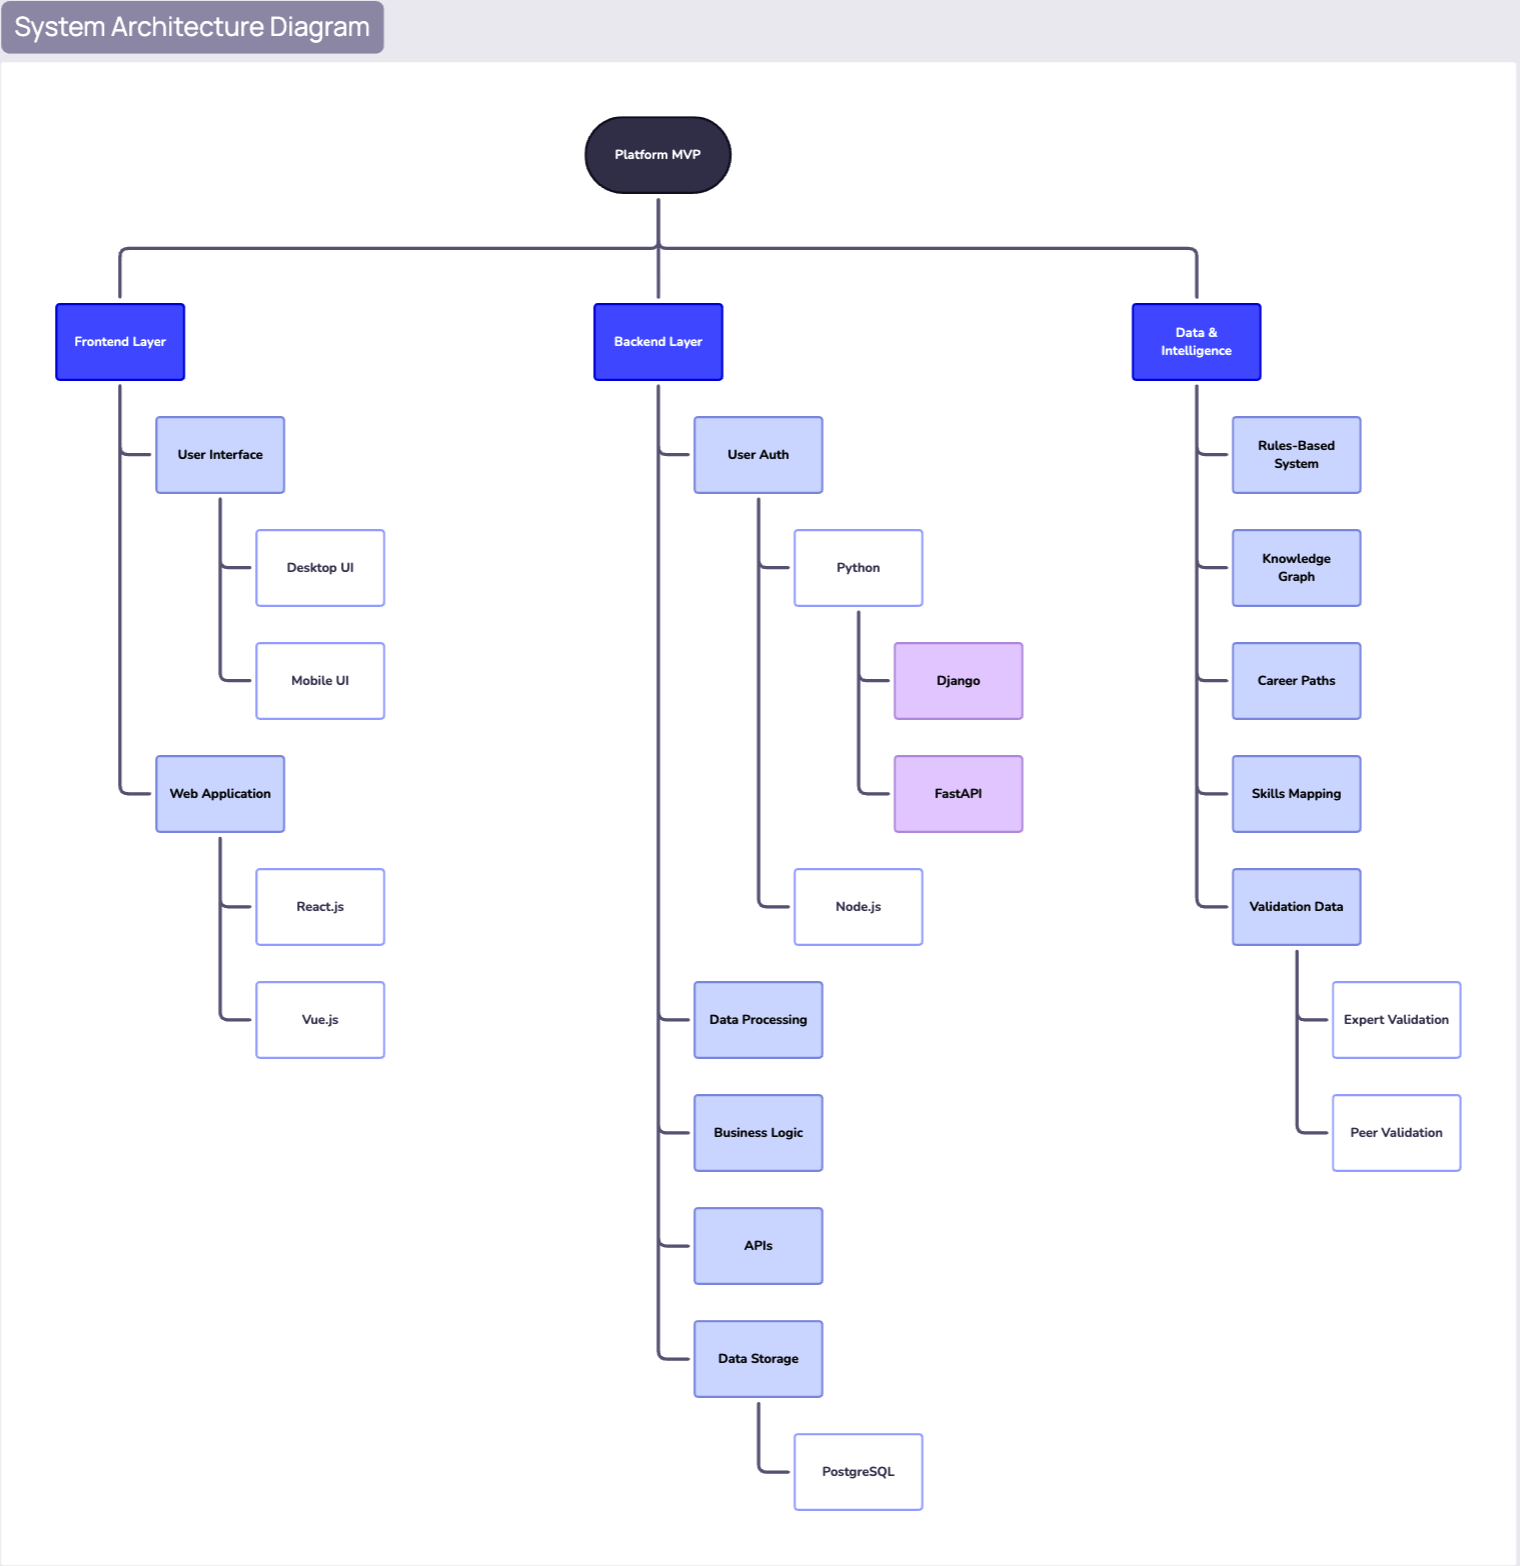 System Architecture Diagram
Platform MVP
Frontend Layer
Backend Layer
Data &
Intelligence
User Interface
Desktop UI
Mobile UI
Web Application
React.js
Vue.js
User Auth
Python
Django
FastAPI
Node.js
Data Processing
Business Logic
APIs
Data Storage
PostgreSQL
Rules-Based
System
Knowledge
Graph
Career Paths
Skills Mapping
Validation Data
Expert Validation
Peer Validation